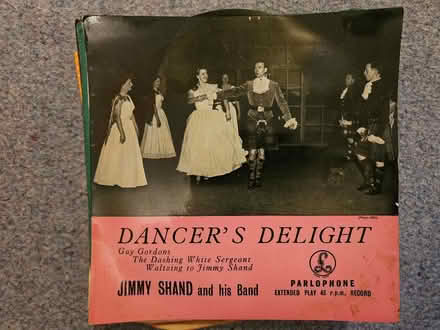 DANCER'S DELIGHT
Gay Gordons
The Dashing White Sergeant
Waltzing to Jimmy Shand
JIMMY SHAND and his Band
PARLOPHONE
EXTENDED PLAY 45 r.p.m. RECORD